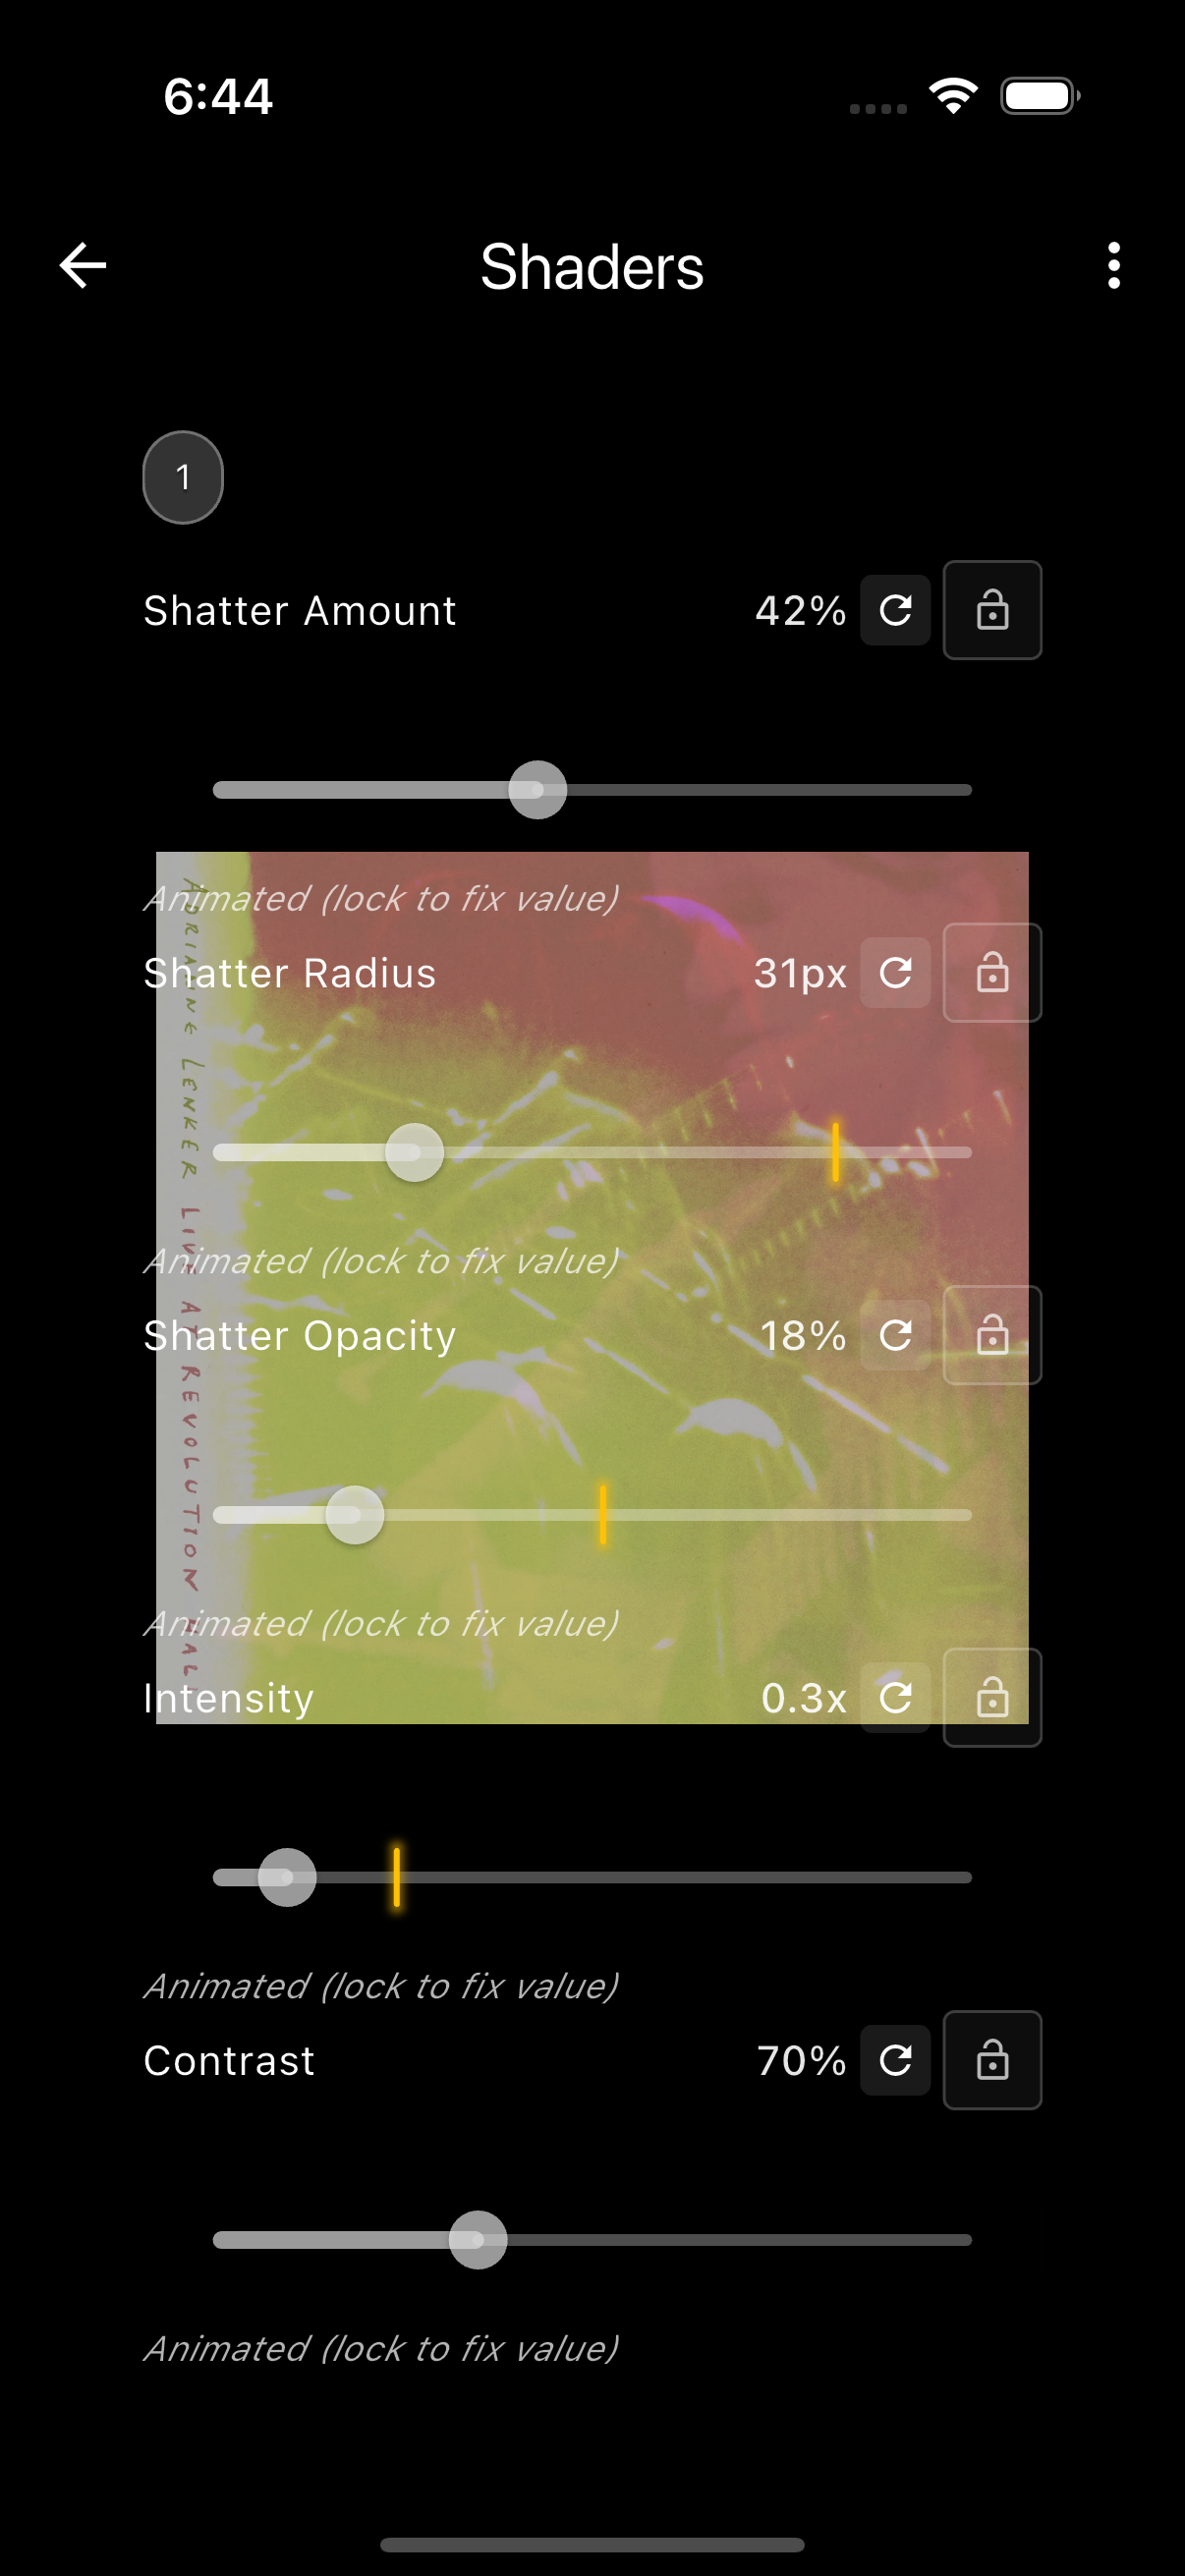 6:44
Shaders
1
Shatter Amount 42%
Animated (lock to fix value)
Shatter Radius 31px
Animated (lock to fix value)
Shatter Opacity 18%
Animated (lock to fix value)
Intensity 0.3x
Animated (lock to fix value)
Contrast 70%
Animated (lock to fix value)
ADRIANNE LENKER LIVE AT REVOLUTION HALL